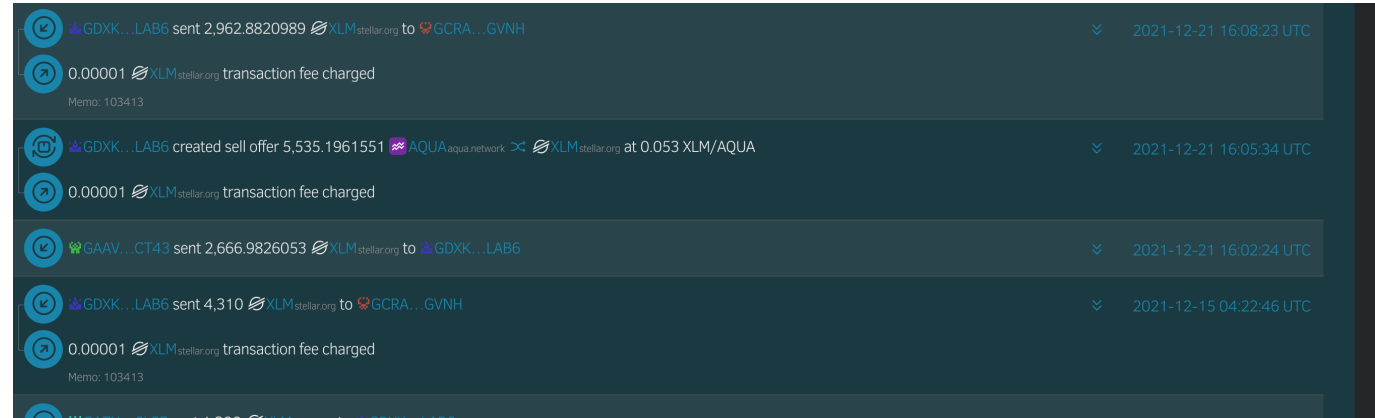 GDXK…LAB6 sent 2,962.8820989 XLM stellar.org to GCRA…GVNH 2021-12-21 16:08:23 UTC
0.00001 XLM stellar.org transaction fee charged
Memo: 103413
GDXK…LAB6 created sell offer 5,535.1961551 AQUA aqua.network XLM stellar.org at 0.053 XLM/AQUA 2021-12-21 16:05:34 UTC
0.00001 XLM stellar.org transaction fee charged
GAAV…CT43 sent 2,666.9826053 XLM stellar.org to GDXK…LAB6 2021-12-21 16:02:24 UTC
GDXK…LAB6 sent 4,310 XLM stellar.org to GCRA…GVNH 2021-12-15 04:22:46 UTC
0.00001 XLM stellar.org transaction fee charged
Memo: 103413